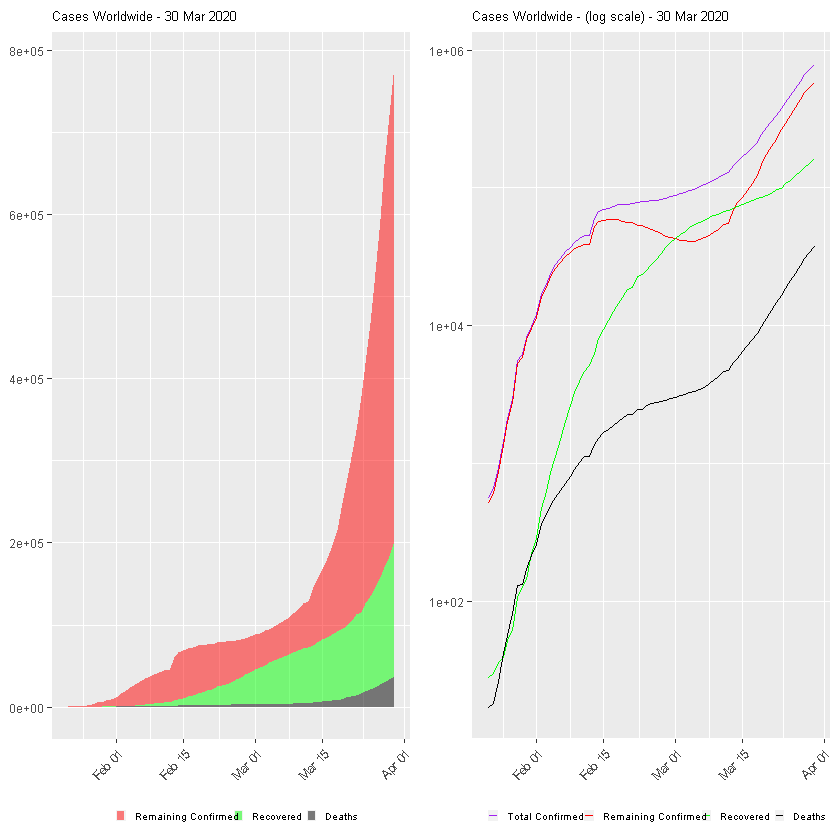 Cases Worldwide - 30 Mar 2020
8e+05
6e+05
4e+05
2e+05
0e+00
Feb 01
Feb 15
Mar 01
Mar 15
Apr 01
Remaining Confirmed
Recovered
Deaths
Cases Worldwide - (log scale) - 30 Mar 2020
1e+06
1e+04
1e+02
Feb 01
Feb 15
Mar 01
Mar 15
Apr 01
Total Confirmed
Remaining Confirmed
Recovered
Deaths